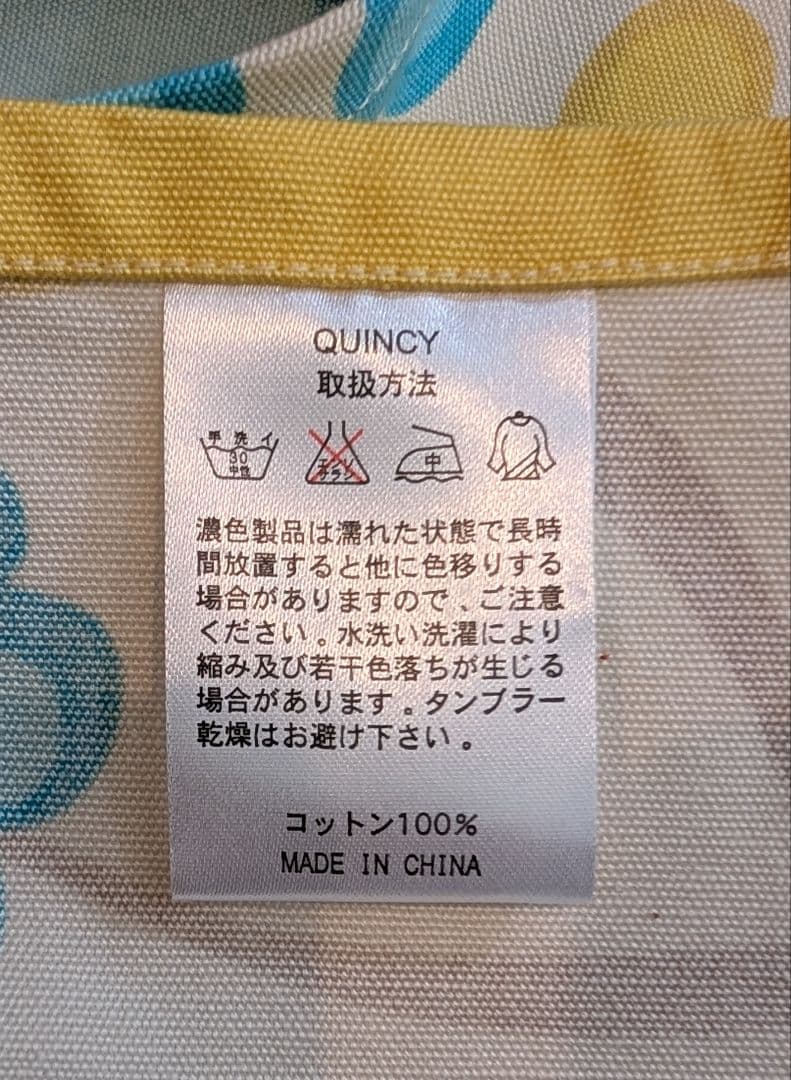 QUINCY
取扱方法
手洗イ
30
中性
エンソ
サラシ
中
濃色製品は濡れた状態で長時
間放置すると他に色移りする
場合がありますので、ご注意
ください。水洗い洗濯により
縮み及び若干色落ちが生じる
場合があります。タンブラー
乾燥はお避け下さい。
コットン100%
MADE IN CHINA